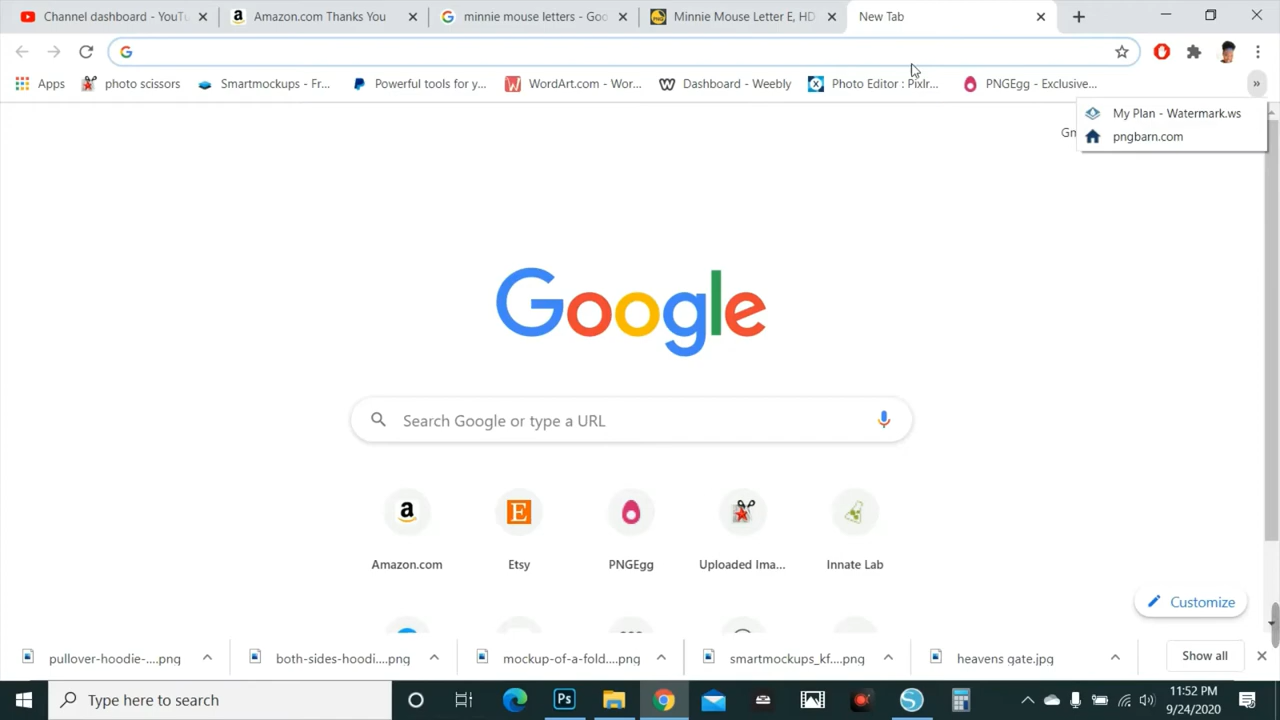 Channel dashboard - YouTu
Amazon.com Thanks You
minnie mouse letters - Goo
Minnie Mouse Letter E, HD
New Tab
Apps
photo scissors
Smartmockups - Fr...
Powerful tools for y...
WordArt.com - Wor...
Dashboard - Weebly
Photo Editor : Pixlr...
PNGEgg - Exclusive...
»
My Plan - Watermark.ws
pngbarn.com
Gm
Google
Search Google or type a URL
Amazon.com
Etsy
PNGEgg
Uploaded Ima...
Innate Lab
Customize
pullover-hoodie-....png
both-sides-hoodi....png
mockup-of-a-fold....png
smartmockups_kf....png
heavens gate.jpg
Show all
Type here to search
Ps
11:52 PM
9/24/2020